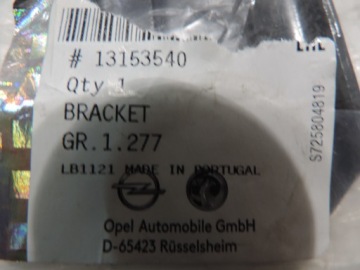 # 13153540
Qty 1
BRACKET
GR.1.277
LB1121 MADE IN PORTUGAL
Opel Automobile GmbH
D-65423 Rüsselsheim
S725804819